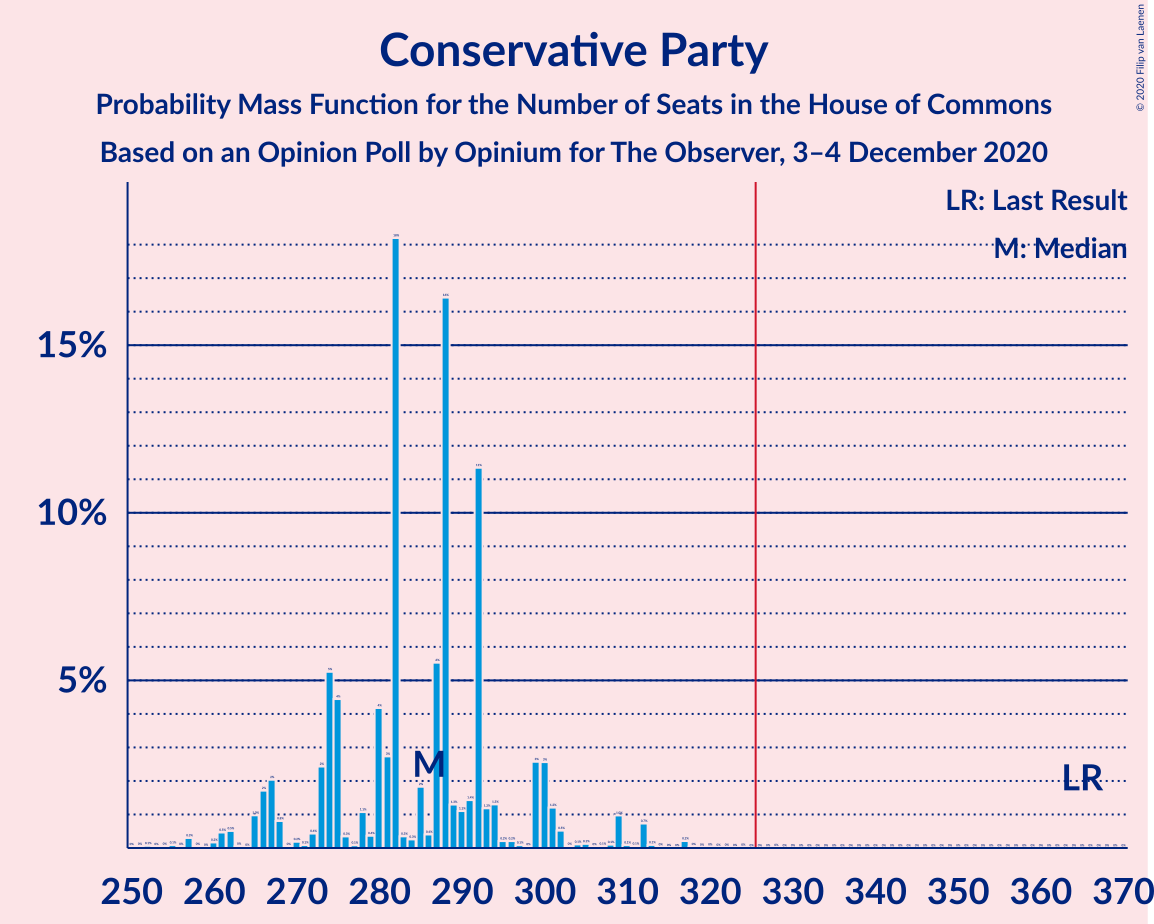 Conservative Party
Probability Mass Function for the Number of Seats in the House of Commons
Based on an Opinion Poll by Opinium for The Observer, 3–4 December 2020
© 2020 Filip van Laenen
LR: Last Result
M: Median
15%
10%
5%
M
LR
250 260 270 280 290 300 310 320 330 340 350 360 370